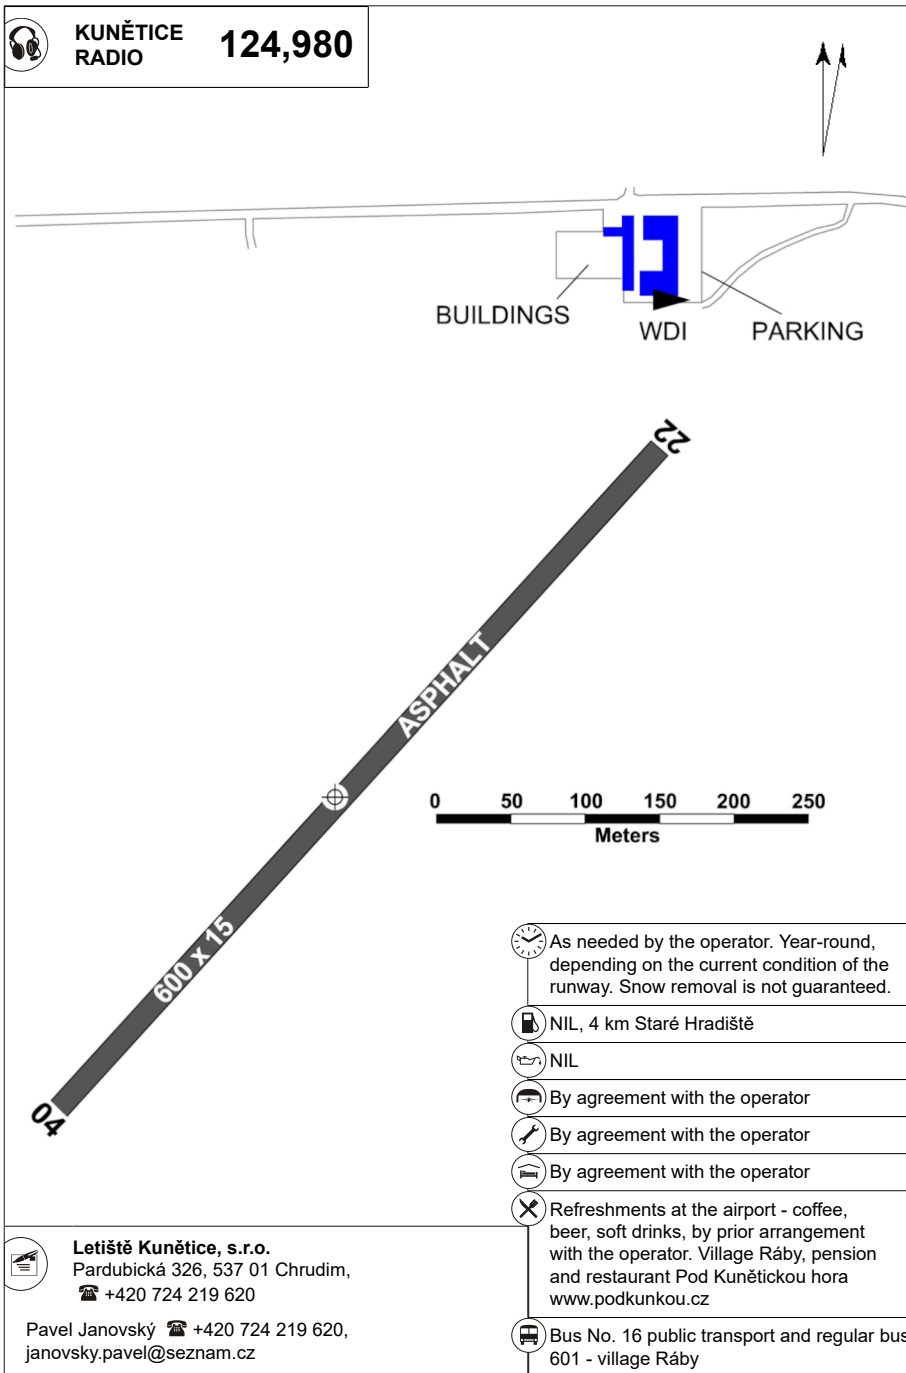 KUNĚTICE
RADIO
124,980
BUILDINGS
WDI
PARKING
22
ASPHALT
600 x 15
04
0 50 100 150 200 250
Meters
As needed by the operator. Year-round,
depending on the current condition of the
runway. Snow removal is not guaranteed.
NIL, 4 km Staré Hradiště
NIL
By agreement with the operator
By agreement with the operator
By agreement with the operator
Refreshments at the airport - coffee,
beer, soft drinks, by prior arrangement
with the operator. Village Ráby, pension
and restaurant Pod Kunětickou hora
www.podkunkou.cz
Bus No. 16 public transport and regular bus
601 - village Ráby
Letiště Kunětice, s.r.o.
Pardubická 326, 537 01 Chrudim,
☎ +420 724 219 620
Pavel Janovský ☎ +420 724 219 620,
janovsky.pavel@seznam.cz